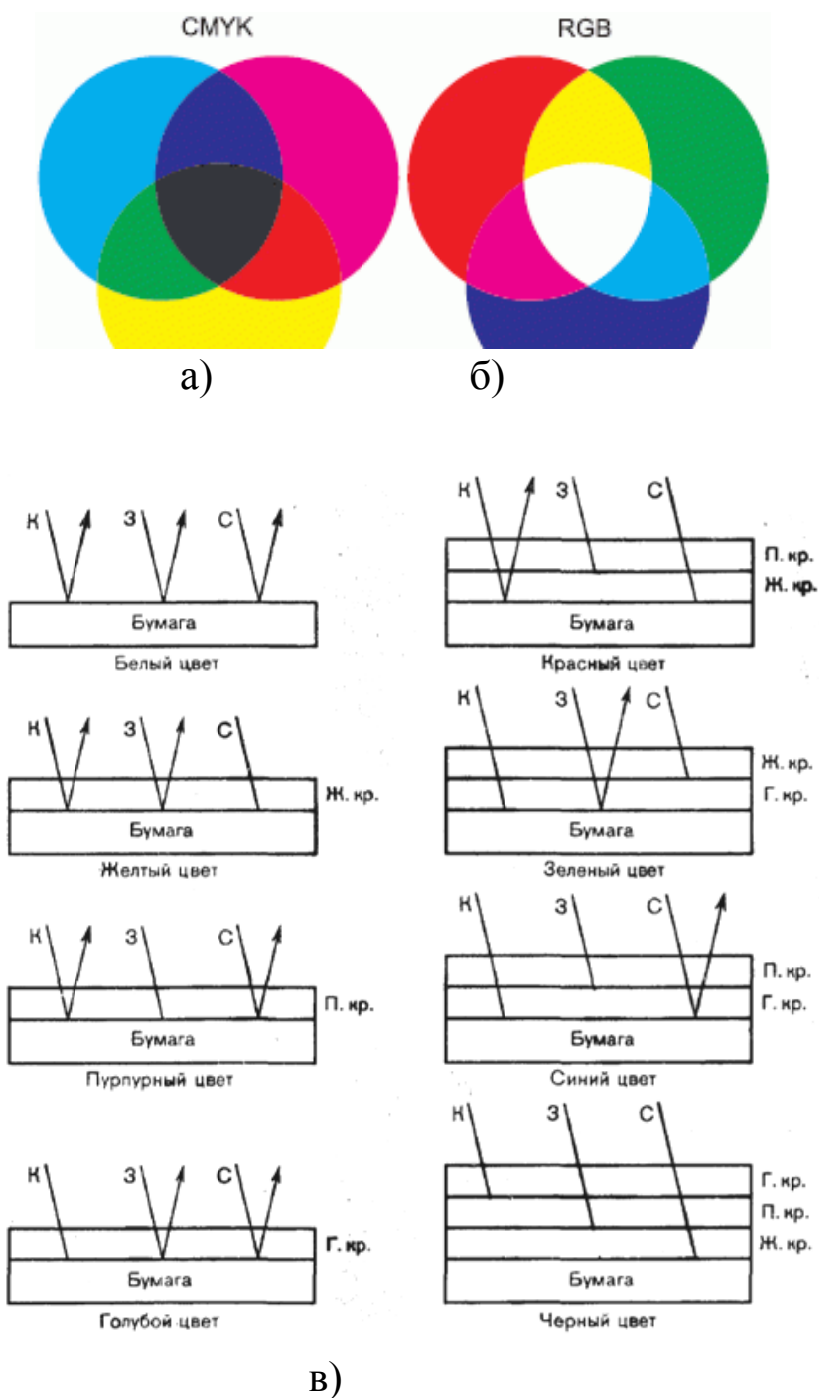 CMYK RGB
а) б)
К З С
Бумага
Белый цвет
К З С
П. кр.
Ж. кр.
Бумага
Красный цвет
К З С
Ж. кр.
Бумага
Желтый цвет
К З С
Ж. кр.
Г. кр.
Бумага
Зеленый цвет
К З С
П. кр.
Бумага
Пурпурный цвет
К З С
П. кр.
Г. кр.
Бумага
Синий цвет
К З С
Г. кр.
Бумага
Голубой цвет
К З С
Г. кр.
П. кр.
Ж. кр.
Бумага
Черный цвет
в)